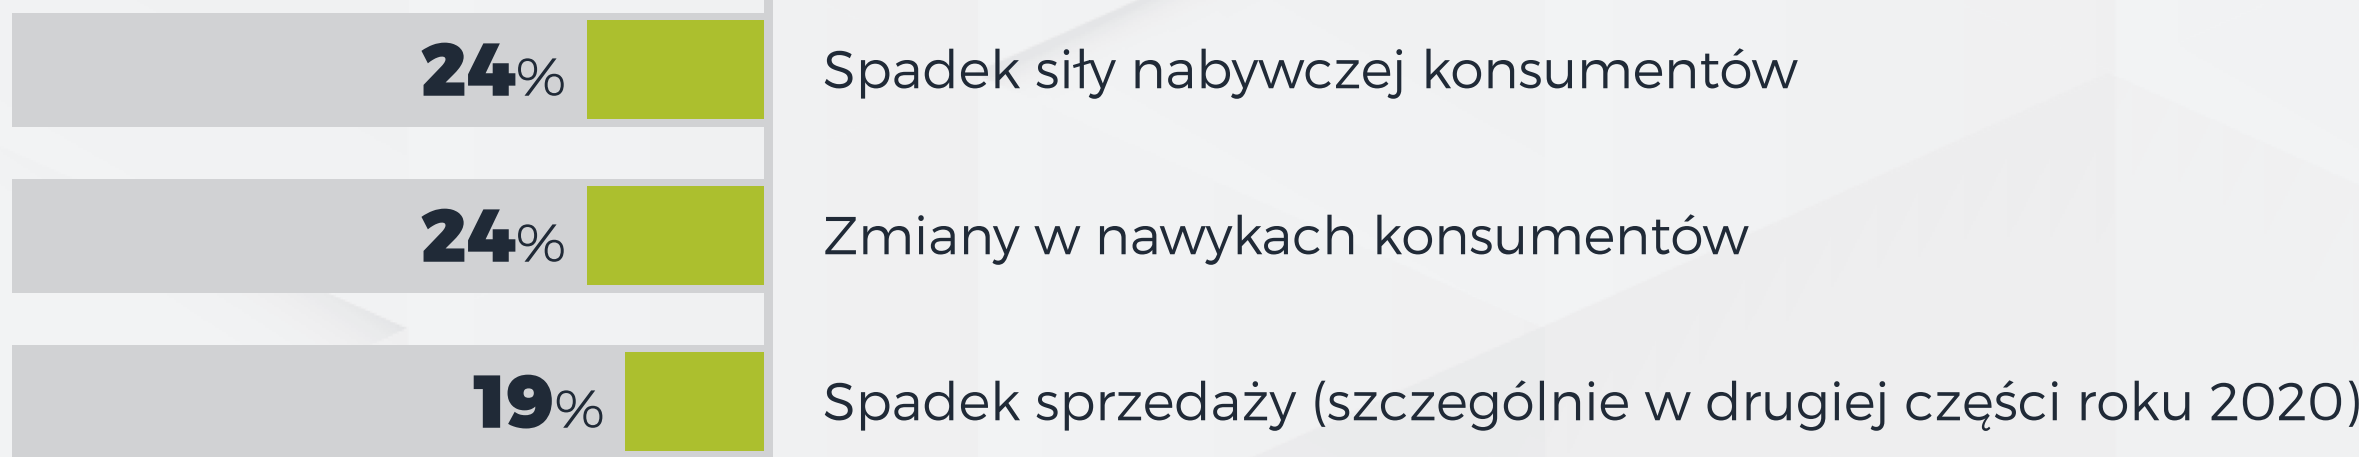 24% Spadek siły nabywczej konsumentów
24% Zmiany w nawykach konsumentów
19% Spadek sprzedaży (szczególnie w drugiej części roku 2020)